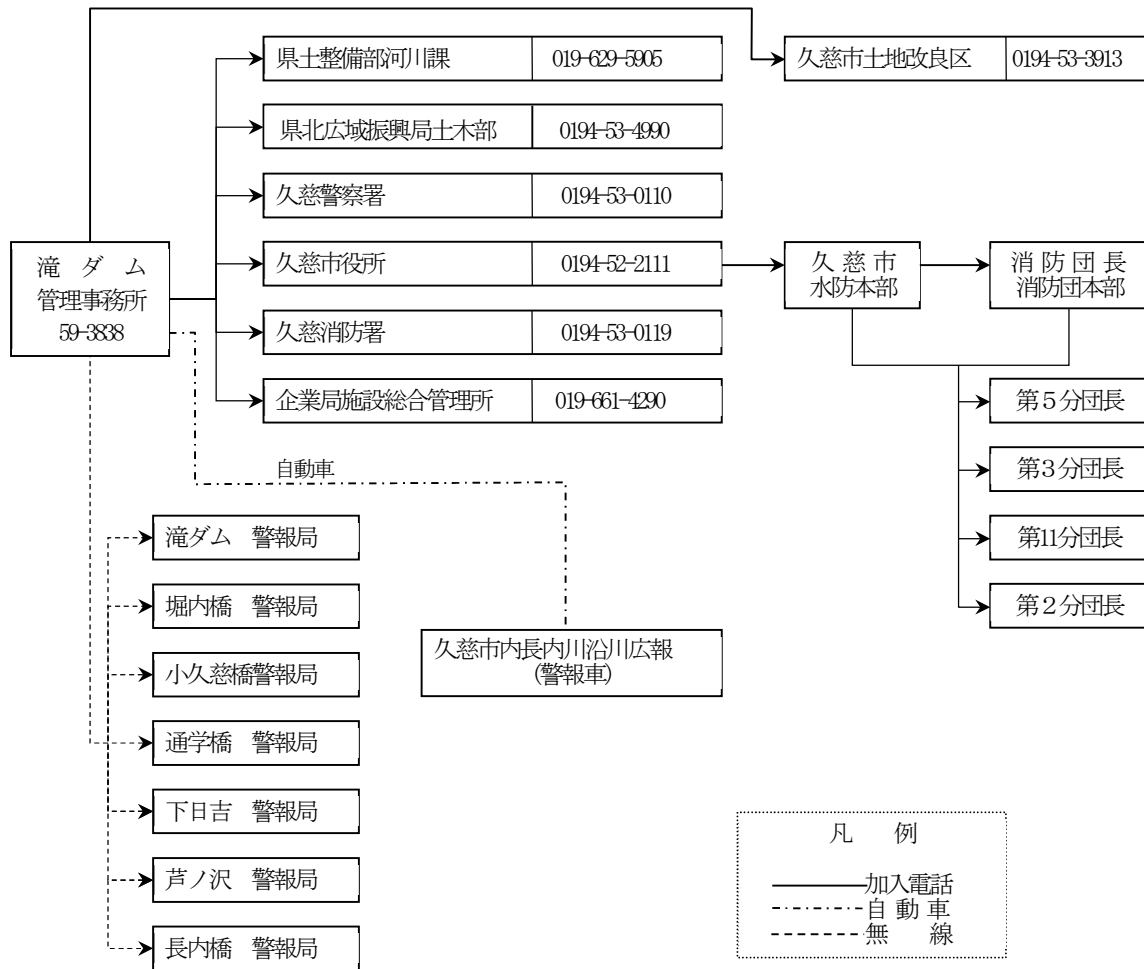 県土整備部河川課 019-629-5905
久慈市土地改良区 0194-53-3913
県北広域振興局土木部 0194-53-4990
久慈警察署 0194-53-0110
滝ダム
管理事務所
59-3838
久慈市役所 0194-52-2111
久慈市
水防本部
消防団長
消防団本部
久慈消防署 0194-53-0119
企業局施設総合管理所 019-661-4290
第5分団長
第3分団長
第11分団長
第2分団長
自動車
滝ダム 警報局
堀内橋 警報局
小久慈橋警報局
通学橋 警報局
下日吉 警報局
芦ノ沢 警報局
長内橋 警報局
久慈市内長内川沿川広報
(警報車)
凡 例
加入電話
自動車
無 線